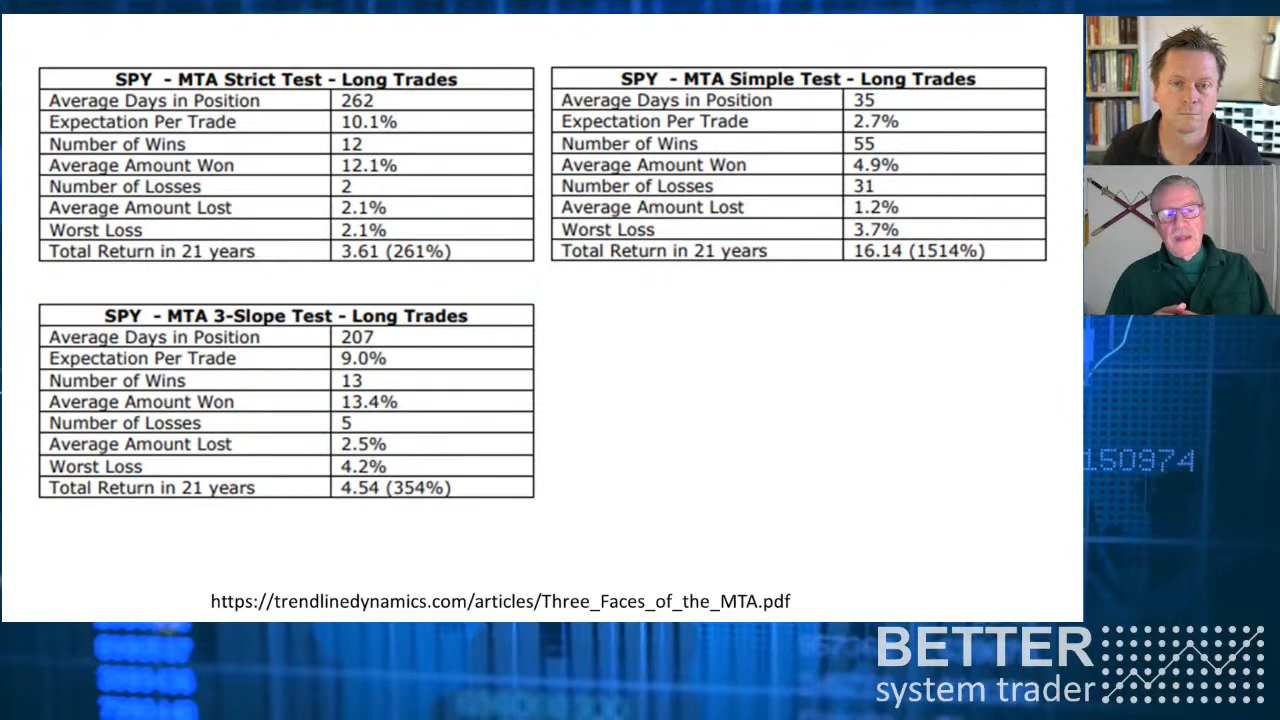 SPY - MTA Strict Test - Long Trades
Average Days in Position 262
Expectation Per Trade 10.1%
Number of Wins 12
Average Amount Won 12.1%
Number of Losses 2
Average Amount Lost 2.1%
Worst Loss 2.1%
Total Return in 21 years 3.61 (261%)
SPY - MTA Simple Test - Long Trades
Average Days in Position 35
Expectation Per Trade 2.7%
Number of Wins 55
Average Amount Won 4.9%
Number of Losses 31
Average Amount Lost 1.2%
Worst Loss 3.7%
Total Return in 21 years 16.14 (1514%)
SPY - MTA 3-Slope Test - Long Trades
Average Days in Position 207
Expectation Per Trade 9.0%
Number of Wins 13
Average Amount Won 13.4%
Number of Losses 5
Average Amount Lost 2.5%
Worst Loss 4.2%
Total Return in 21 years 4.54 (354%)
150974
https://trendlinedynamics.com/articles/Three_Faces_of_the_MTA.pdf
BETTER
system trader